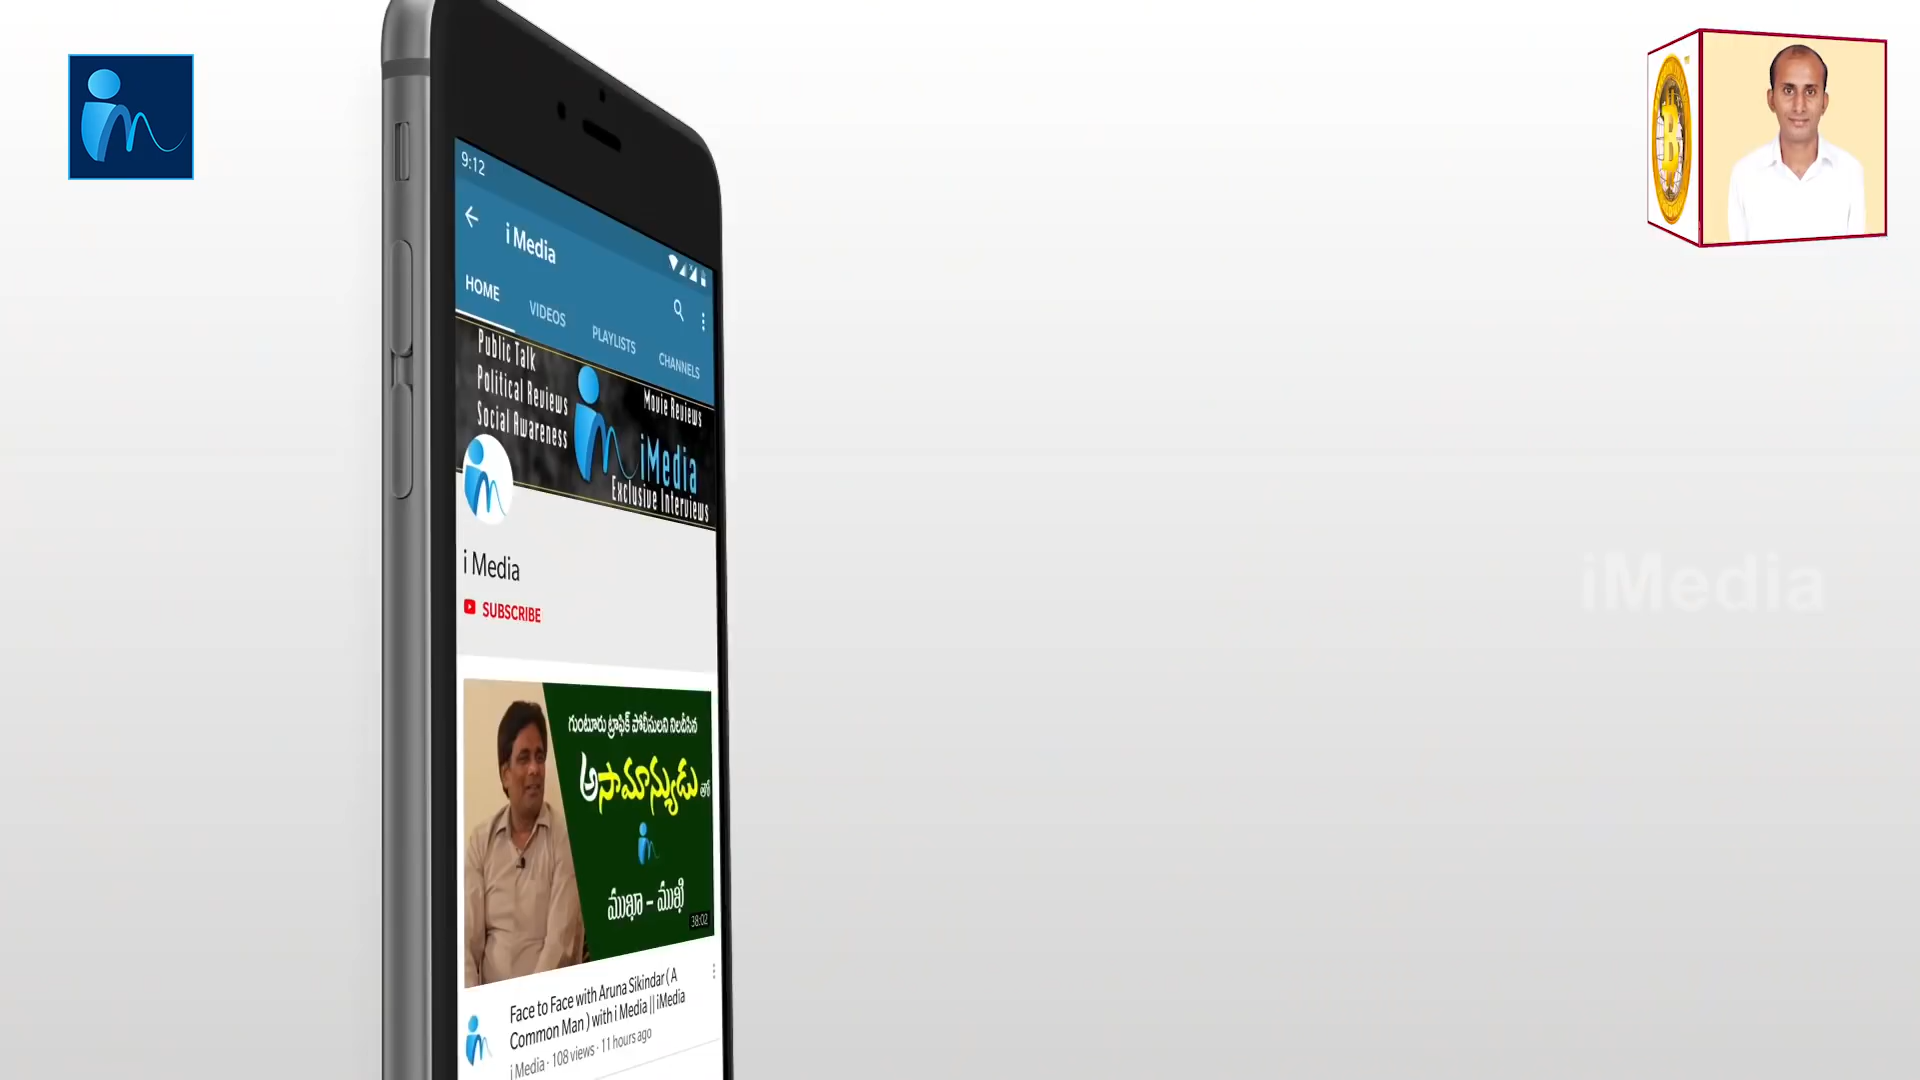 9:12
i Media
HOME
VIDEOS
PLAYLISTS
CHANNELS
Public Talk
Political Reviews
Social Awareness
Movie Reviews
iMedia
Exclusive Interviews
i Media
SUBSCRIBE
గుంటూరు ట్రాఫిక్ పోలీసులని నిలదీసిన
అసామాన్యుడు తో
ముఖా – ముఖి
38:02
Face to Face with Aruna Sikindar ( A
Common Man ) with i Media || iMedia
i Media · 108 views · 11 hours ago
iMedia